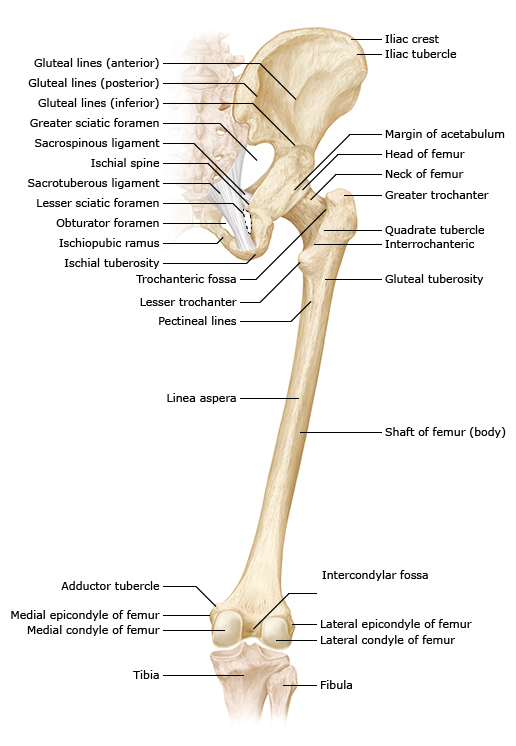 Iliac crest
Iliac tubercle
Gluteal lines (anterior)
Gluteal lines (posterior)
Gluteal lines (inferior)
Greater sciatic foramen
Sacrospinous ligament
Ischial spine
Sacrotuberous ligament
Lesser sciatic foramen
Obturator foramen
Ischiopubic ramus
Ischial tuberosity
Trochanteric fossa
Lesser trochanter
Pectineal lines
Margin of acetabulum
Head of femur
Neck of femur
Greater trochanter
Quadrate tubercle
Interrochanteric
Gluteal tuberosity
Linea aspera
Shaft of femur (body)
Adductor tubercle
Medial epicondyle of femur
Medial condyle of femur
Intercondylar fossa
Lateral epicondyle of femur
Lateral condyle of femur
Tibia
Fibula